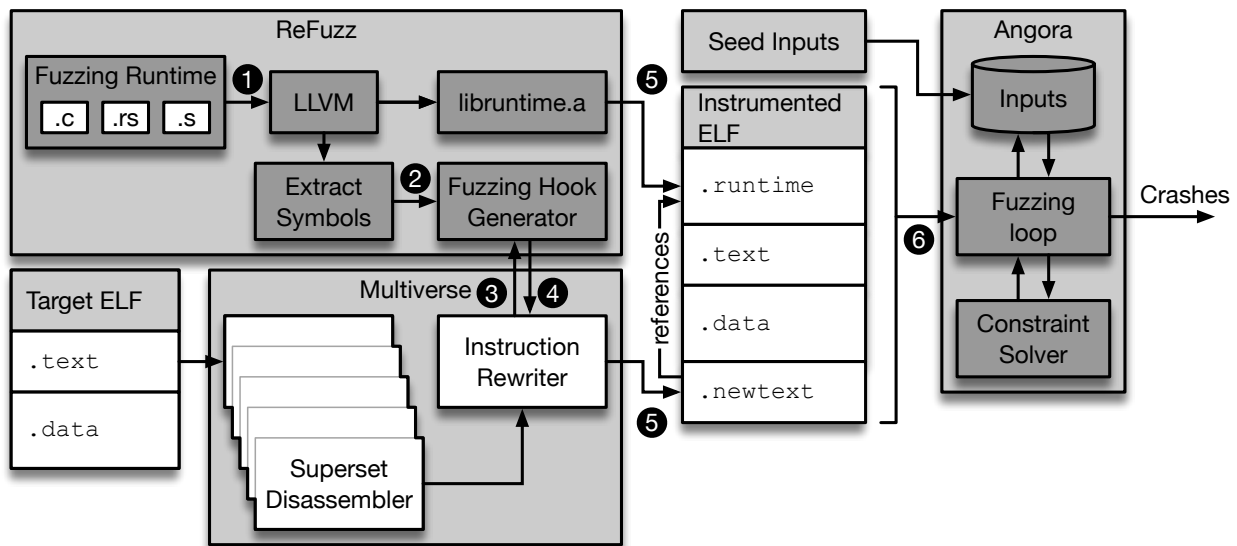 ReFuzz
Fuzzing Runtime
.c
.rs
.s
1
LLVM
libruntime.a
Extract
Symbols
2
Fuzzing Hook
Generator
5
Target ELF
.text
.data
Multiverse
3
4
Superset
Disassembler
Instruction
Rewriter
5
references
Seed Inputs
Instrumented
ELF
.runtime
.text
.data
.newtext
6
Angora
Inputs
Fuzzing
loop
Constraint
Solver
Crashes